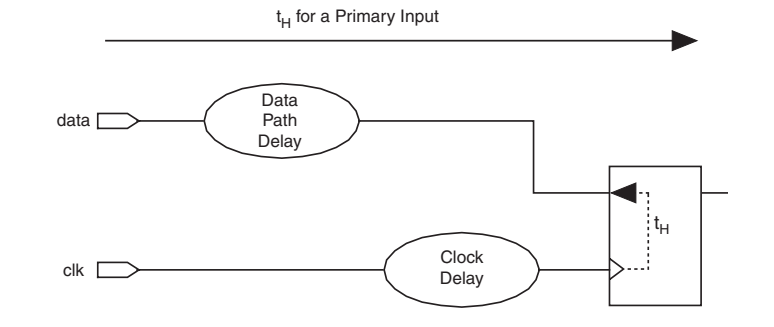 tH for a Primary Input
data
Data
Path
Delay
tH
clk
Clock
Delay